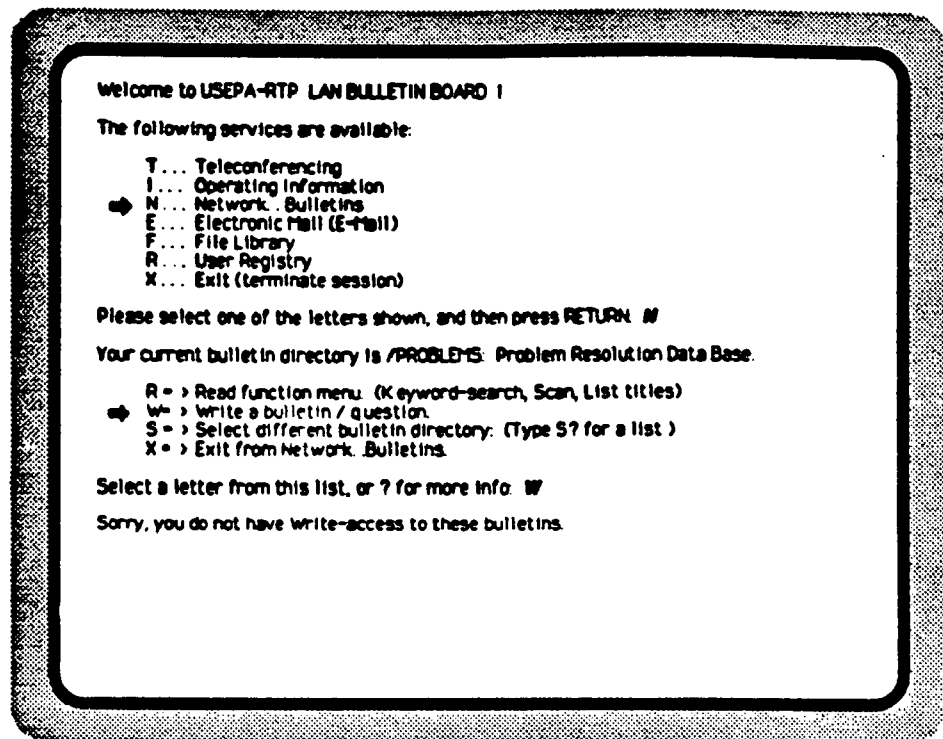 Welcome to USEPA-RTP LAN BULLETIN BOARD !
The following services are available:
T... Teleconferencing
I... Operating Information
N... Network. . Bulletins
E... Electronic Mail (E-Mail)
F... File Library
R... User Registry
X... Exit (terminate session)
Please select one of the letters shown, and then press RETURN. N
Your current bulletin directory is /PROBLEMS: Problem Resolution Data Base.
R = > Read function menu. (Keyword-search, Scan, List titles)
W= > Write a bulletin / question.
S = > Select different bulletin directory: (Type S? for a list )
X = > Exit from Network. .Bulletins.
Select a letter from this list, or ? for more info: W
Sorry, you do not have write-access to these bulletins.